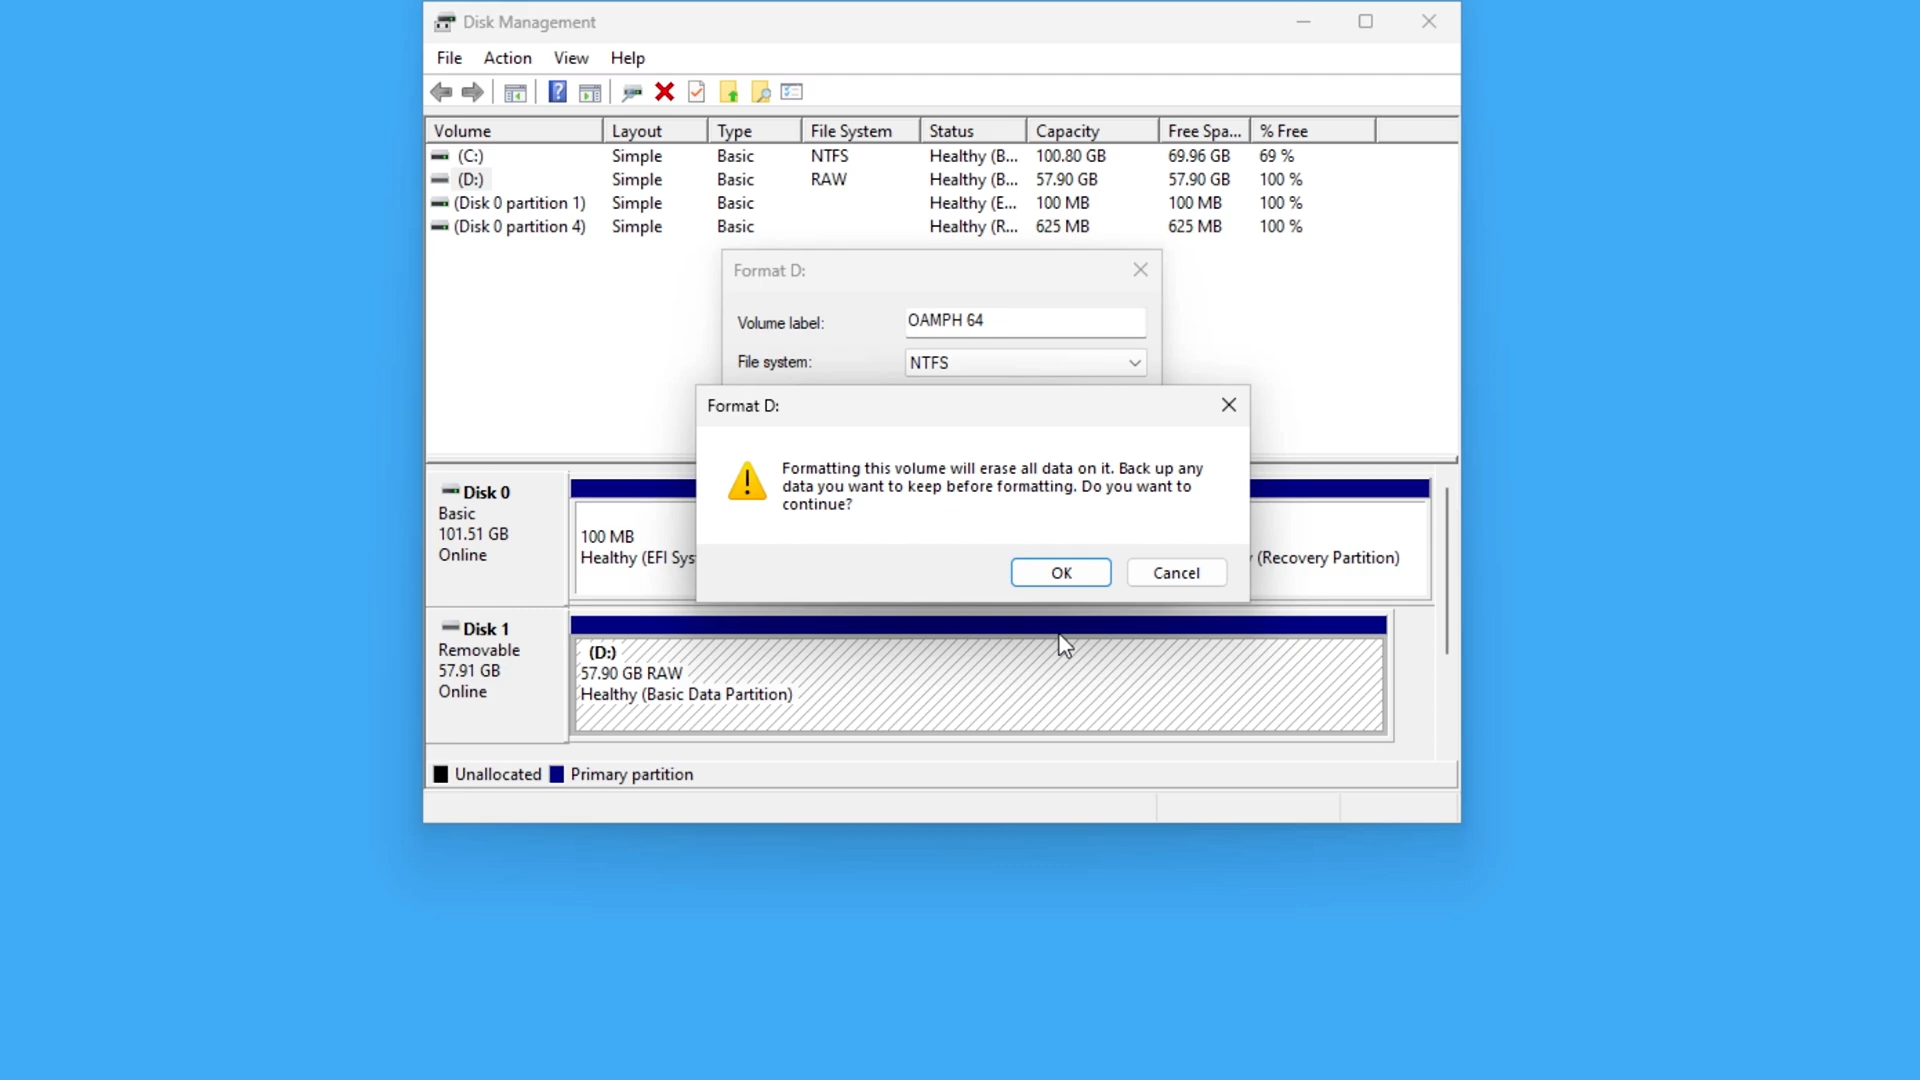 Disk Management
File Action View Help
Volume Layout Type File System Status Capacity Free Spa... % Free
(C:) Simple Basic NTFS Healthy (B... 100.80 GB 69.96 GB 69 %
(D:) Simple Basic RAW Healthy (B... 57.90 GB 57.90 GB 100 %
(Disk 0 partition 1) Simple Basic Healthy (E... 100 MB 100 MB 100 %
(Disk 0 partition 4) Simple Basic Healthy (R... 625 MB 625 MB 100 %
Format D:
Volume label: OAMPH 64
File system: NTFS
Format D:
Formatting this volume will erase all data on it. Back up any
data you want to keep before formatting. Do you want to
continue?
OK Cancel
Disk 0
Basic
101.51 GB
Online
100 MB
Healthy (EFI Sys
(Recovery Partition)
Disk 1
Removable
57.91 GB
Online
(D:)
57.90 GB RAW
Healthy (Basic Data Partition)
Unallocated Primary partition